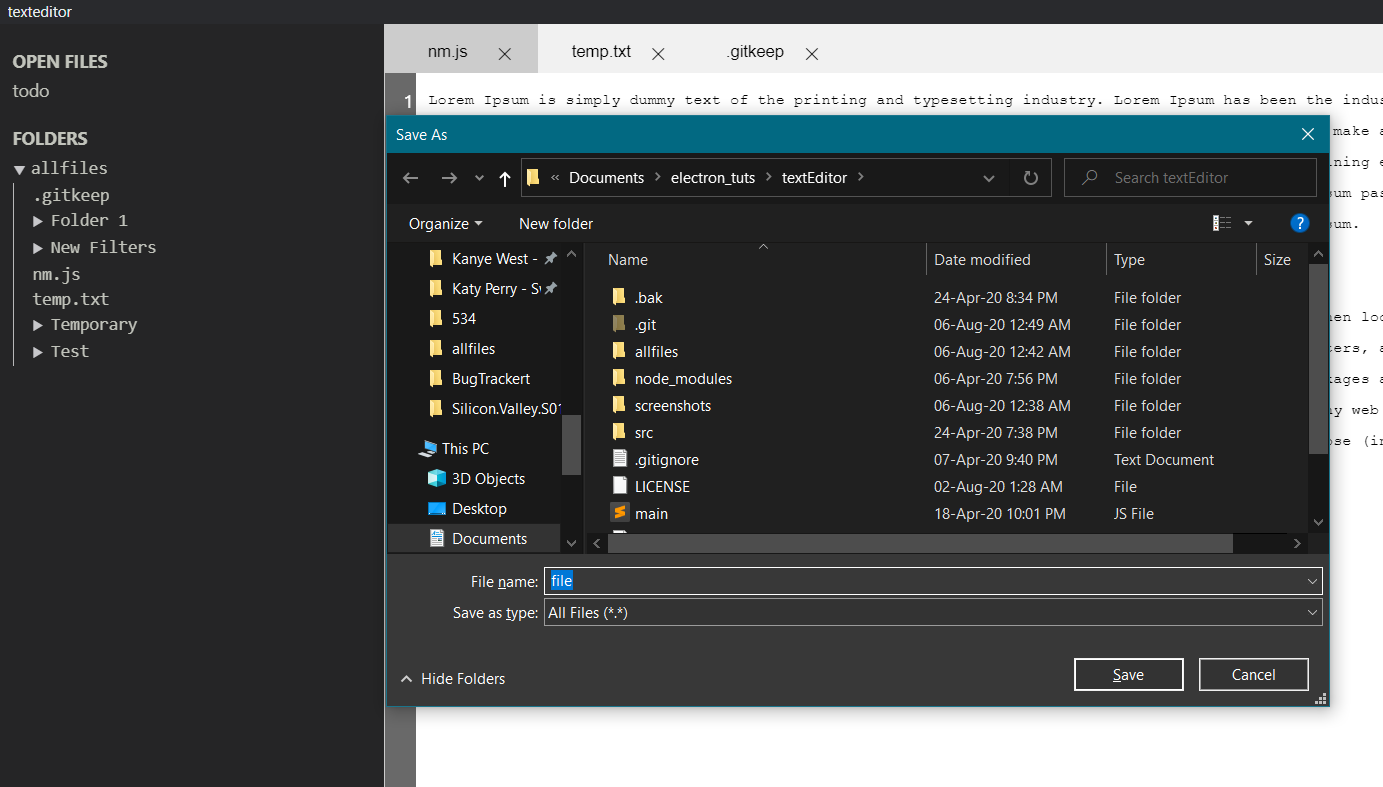 texteditor
OPEN FILES
todo
FOLDERS
allfiles
.gitkeep
Folder 1
New Filters
nm.js
temp.txt
Temporary
Test
nm.js temp.txt .gitkeep
1 Lorem Ipsum is simply dummy text of the printing and typesetting industry. Lorem Ipsum has been the indus
make a
ning e
sum pas
sum.
en loo
ters, a
kages a
ny web
ose (in
Save As
« Documents > electron_tuts > textEditor >
Search textEditor
Organize New folder
?
Kanye West -
Katy Perry - Sw
534
allfiles
BugTrackert
Silicon.Valley.S01
This PC
3D Objects
Desktop
Documents
Name Date modified Type Size
.bak 24-Apr-20 8:34 PM File folder
.git 06-Aug-20 12:49 AM File folder
allfiles 06-Aug-20 12:42 AM File folder
node_modules 06-Apr-20 7:56 PM File folder
screenshots 06-Aug-20 12:38 AM File folder
src 24-Apr-20 7:38 PM File folder
.gitignore 07-Apr-20 9:40 PM Text Document
LICENSE 02-Aug-20 1:28 AM File
main 18-Apr-20 10:01 PM JS File
File name: file
Save as type: All Files (*.*)
Hide Folders
Save Cancel